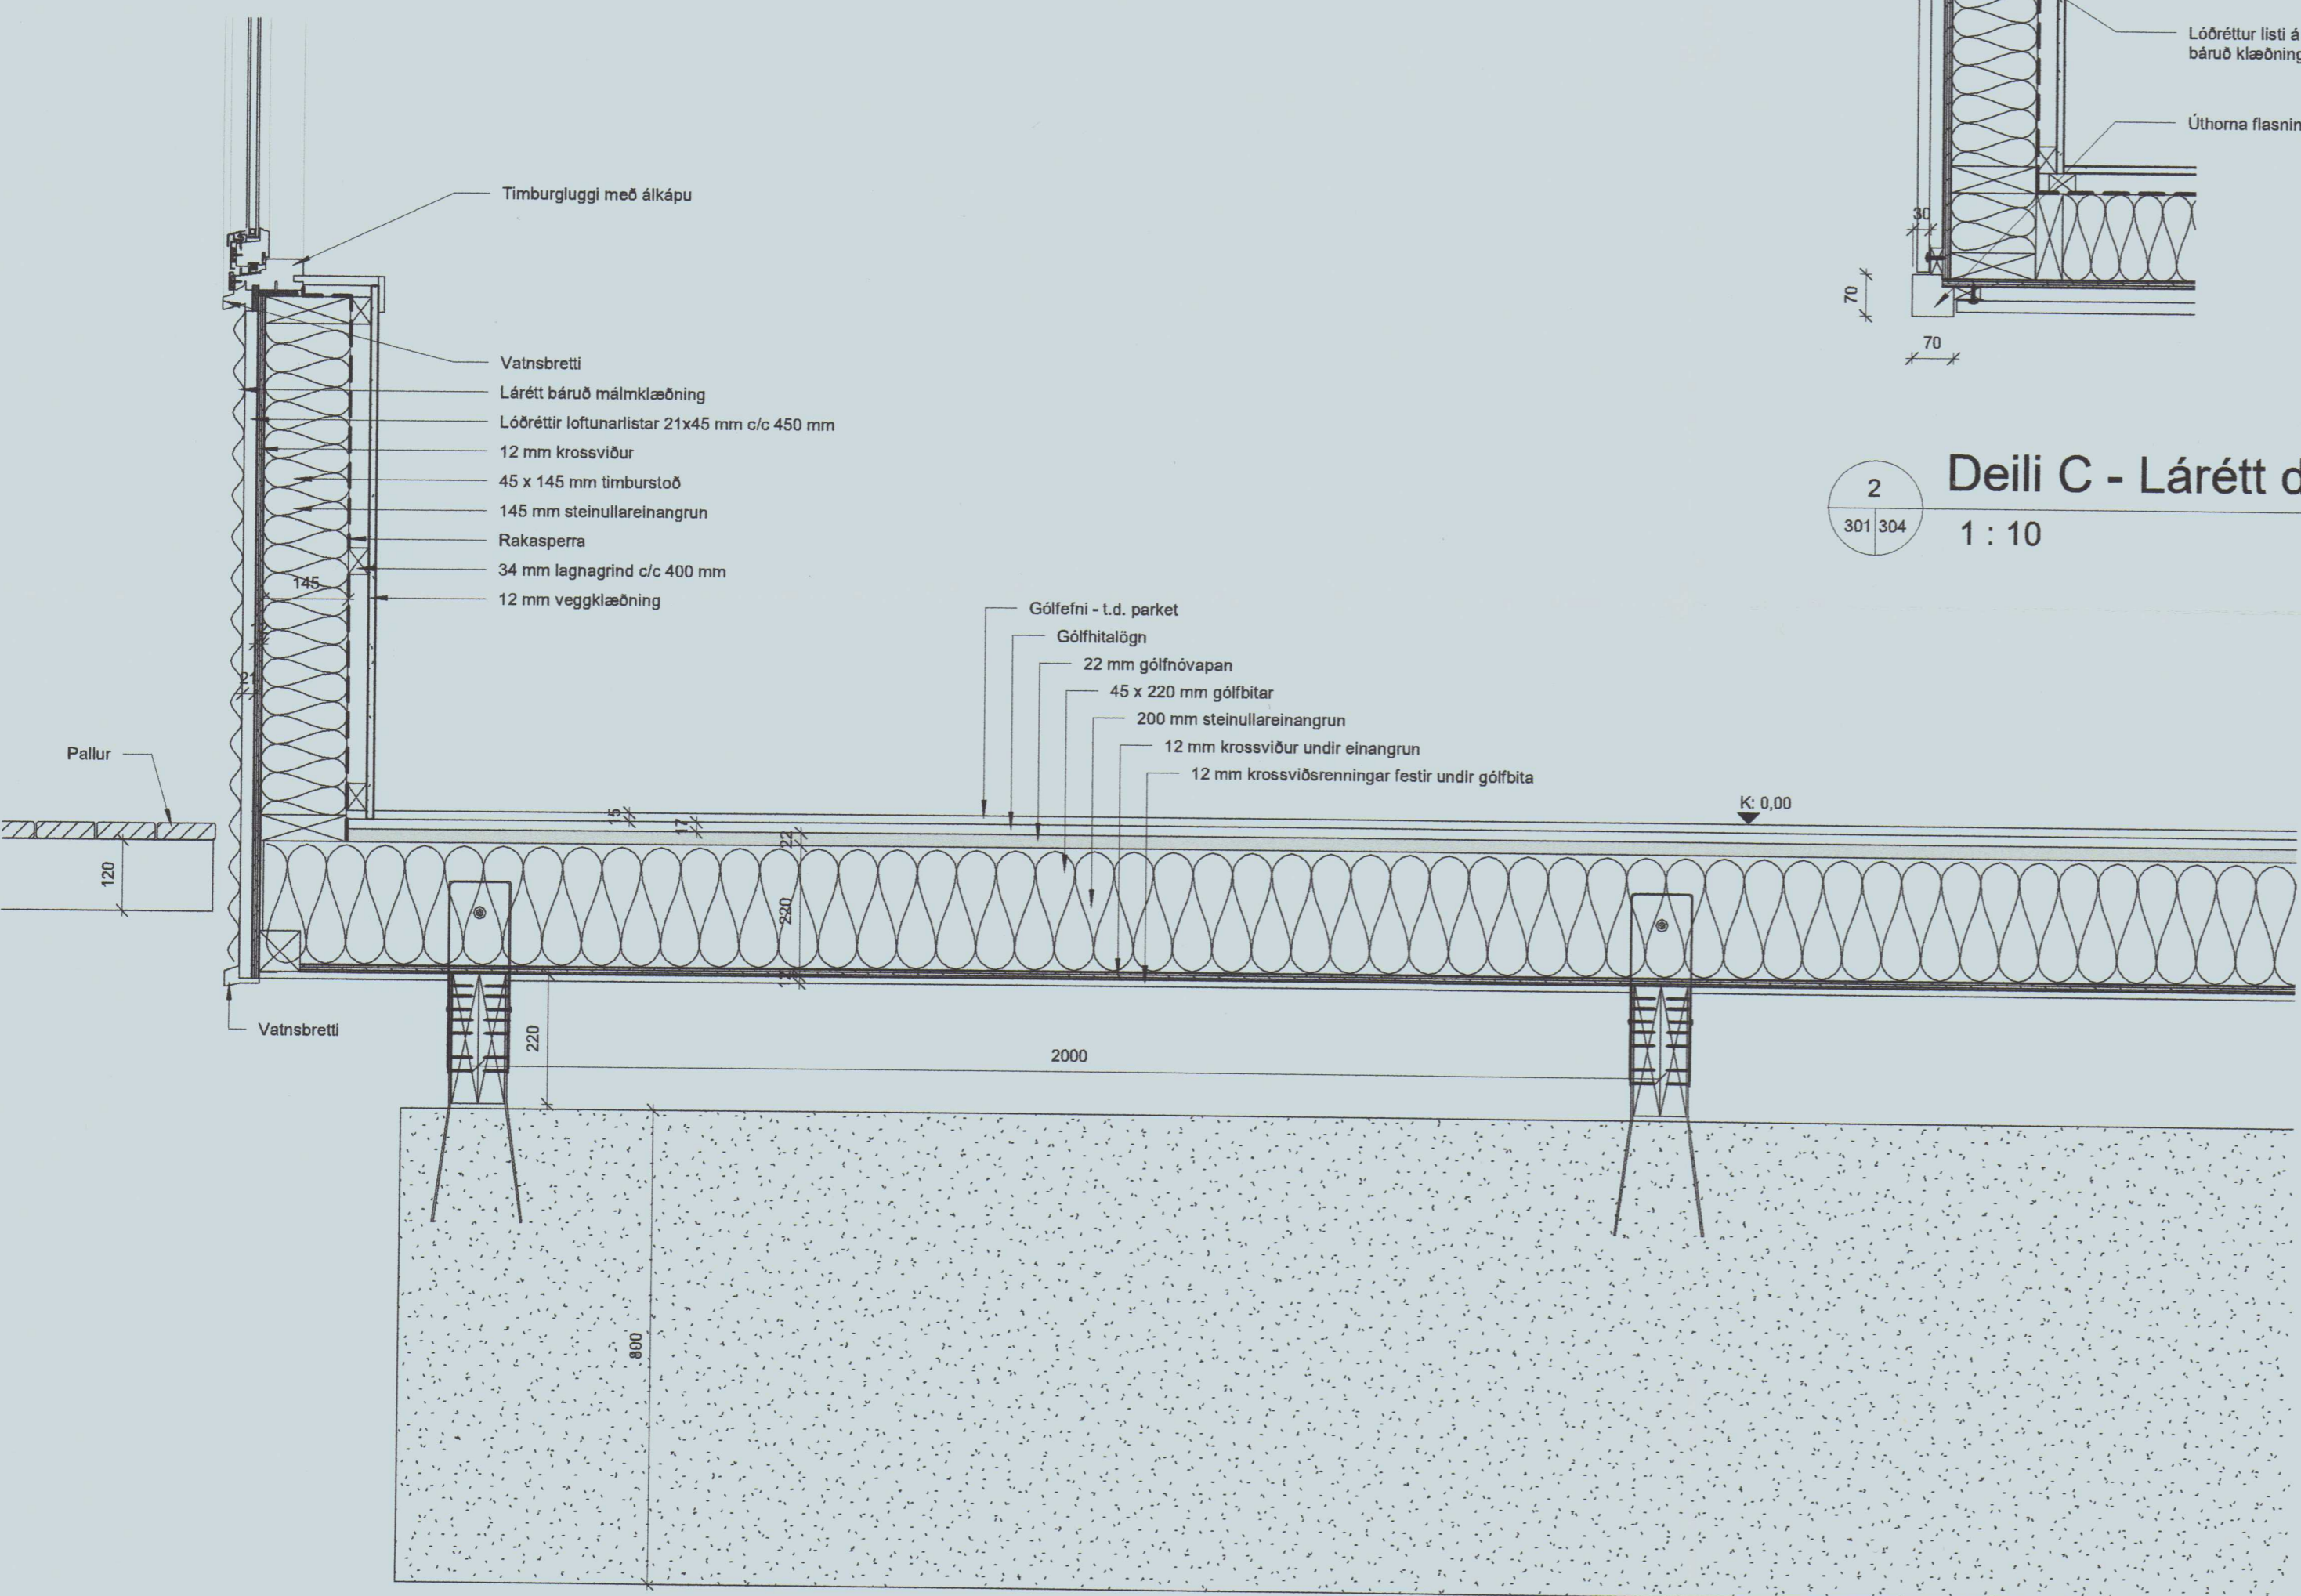 Timburgluggi með álkápu
Vatnsbretti
Lárétt báruð málmklæðning
Lóðréttir loftunarlistar 21x45 mm c/c 450 mm
12 mm krossviður
45 x 145 mm timburstoð
145 mm steinullareinangrun
Rakasperra
34 mm lagnagrind c/c 400 mm
12 mm veggklæðning
145
21
Pallur
120
Vatnsbretti
Gólfefni - t.d. parket
Gólfhitalögn
22 mm gólfnóvapan
45 x 220 mm gólfbitar
200 mm steinullareinangrun
12 mm krossviður undir einangrun
12 mm krossviðsrenningar festir undir gólfbita
K: 0,00
15
17
22
220
220
2000
800
Lóðréttur listi á
báruð klæðning
Úthorna flasnin
30
70
70
2
301 304
Deili C - Lárétt d
1 : 10